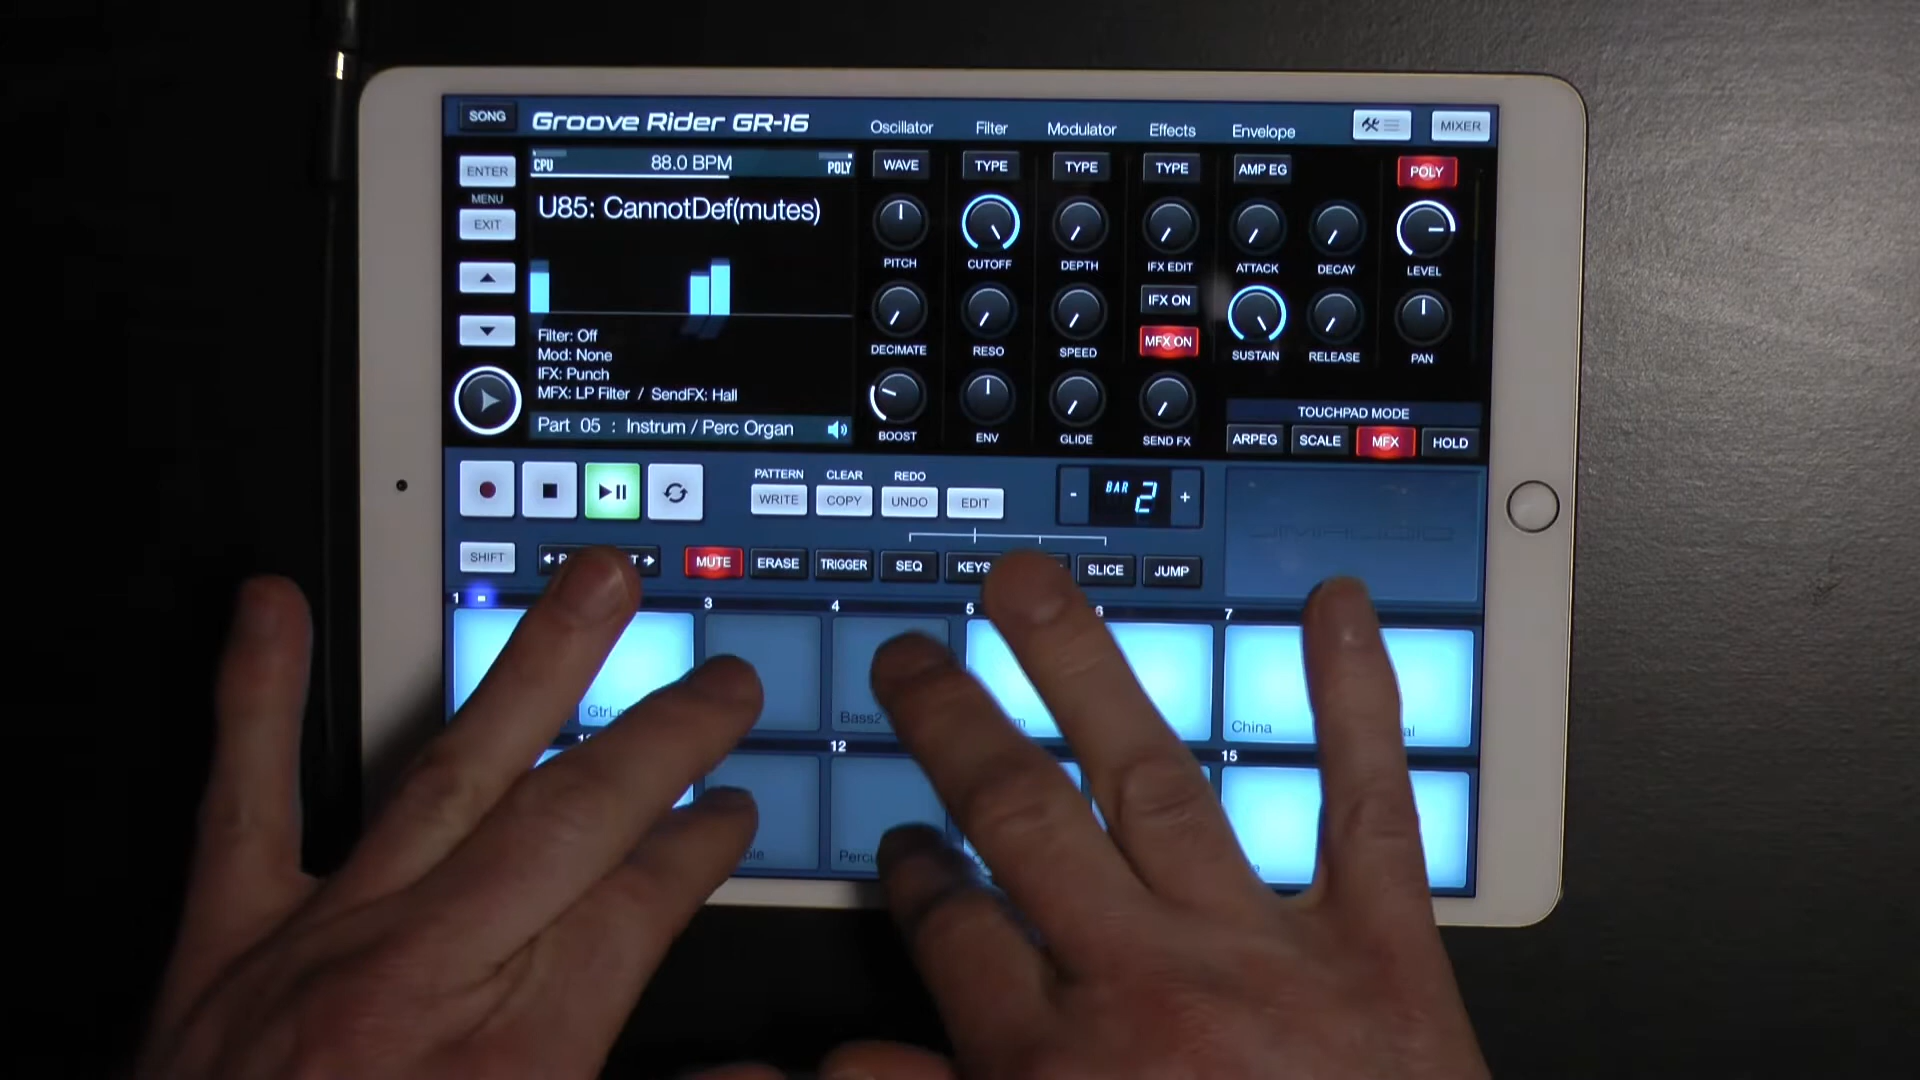 SONG
Groove Rider GR-16
Oscillator
Filter
Modulator
Effects
Envelope
MIXER
ENTER
MENU
EXIT
CPU
88.0 BPM
POLY
U85: CannotDef(mutes)
Filter: Off
Mod: None
IFX: Punch
MFX: LP Filter / SendFX: Hall
Part 05 : Instrum / Perc Organ
WAVE
TYPE
TYPE
TYPE
AMP EG
POLY
PITCH
CUTOFF
DEPTH
IFX EDIT
ATTACK
DECAY
LEVEL
IFX ON
DECIMATE
RESO
SPEED
MFX ON
SUSTAIN
RELEASE
PAN
BOOST
ENV
GLIDE
SEND FX
TOUCHPAD MODE
ARPEG
SCALE
MFX
HOLD
PATTERN
CLEAR
REDO
WRITE
COPY
UNDO
EDIT
- BAR 2 +
JMAUDIO
SHIFT
MUTE
ERASE
TRIGGER
SEQ
KEYS
SLICE
JUMP
1
3
4
5
6
7
Bass2
China
12
15